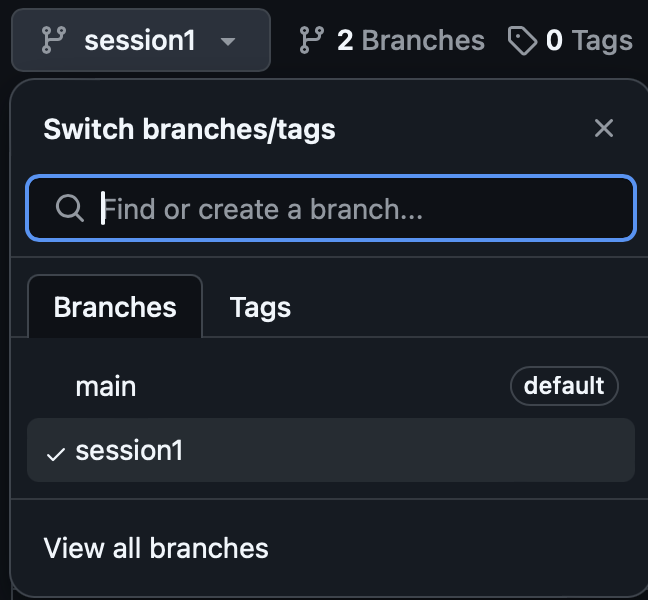 session1 2 Branches 0 Tags
Switch branches/tags
Find or create a branch...
Branches Tags
main default
session1
View all branches